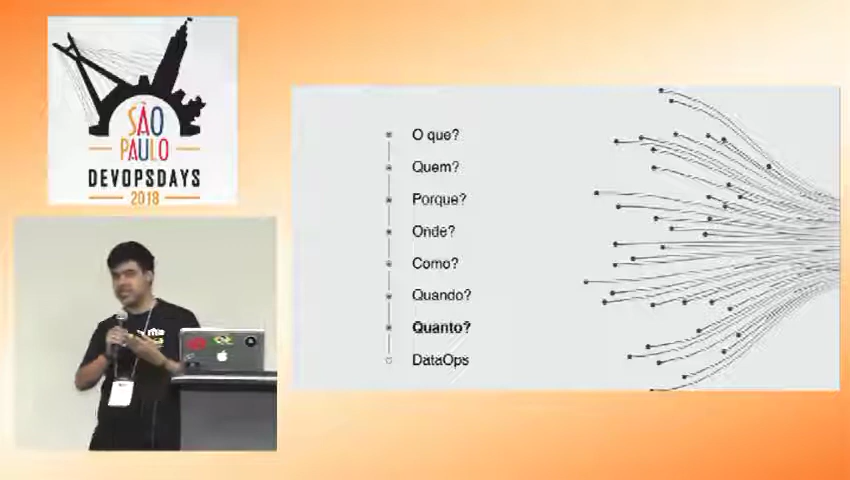 SÃO
PAULO
DEVOPSDAYS
2018
O que?
Quem?
Porque?
Onde?
Como?
Quando?
Quanto?
DataOps